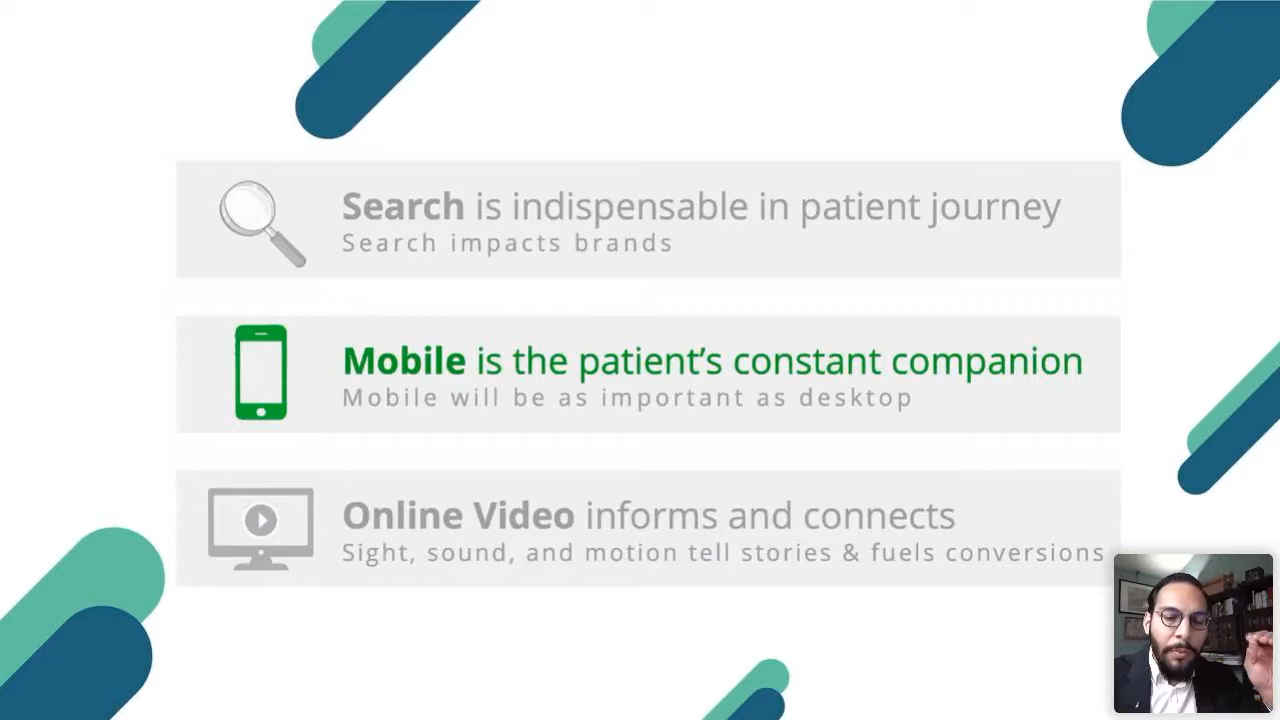 Search is indispensable in patient journey
Search impacts brands
Mobile is the patient’s constant companion
Mobile will be as important as desktop
Online Video informs and connects
Sight, sound, and motion tell stories & fuels conversions